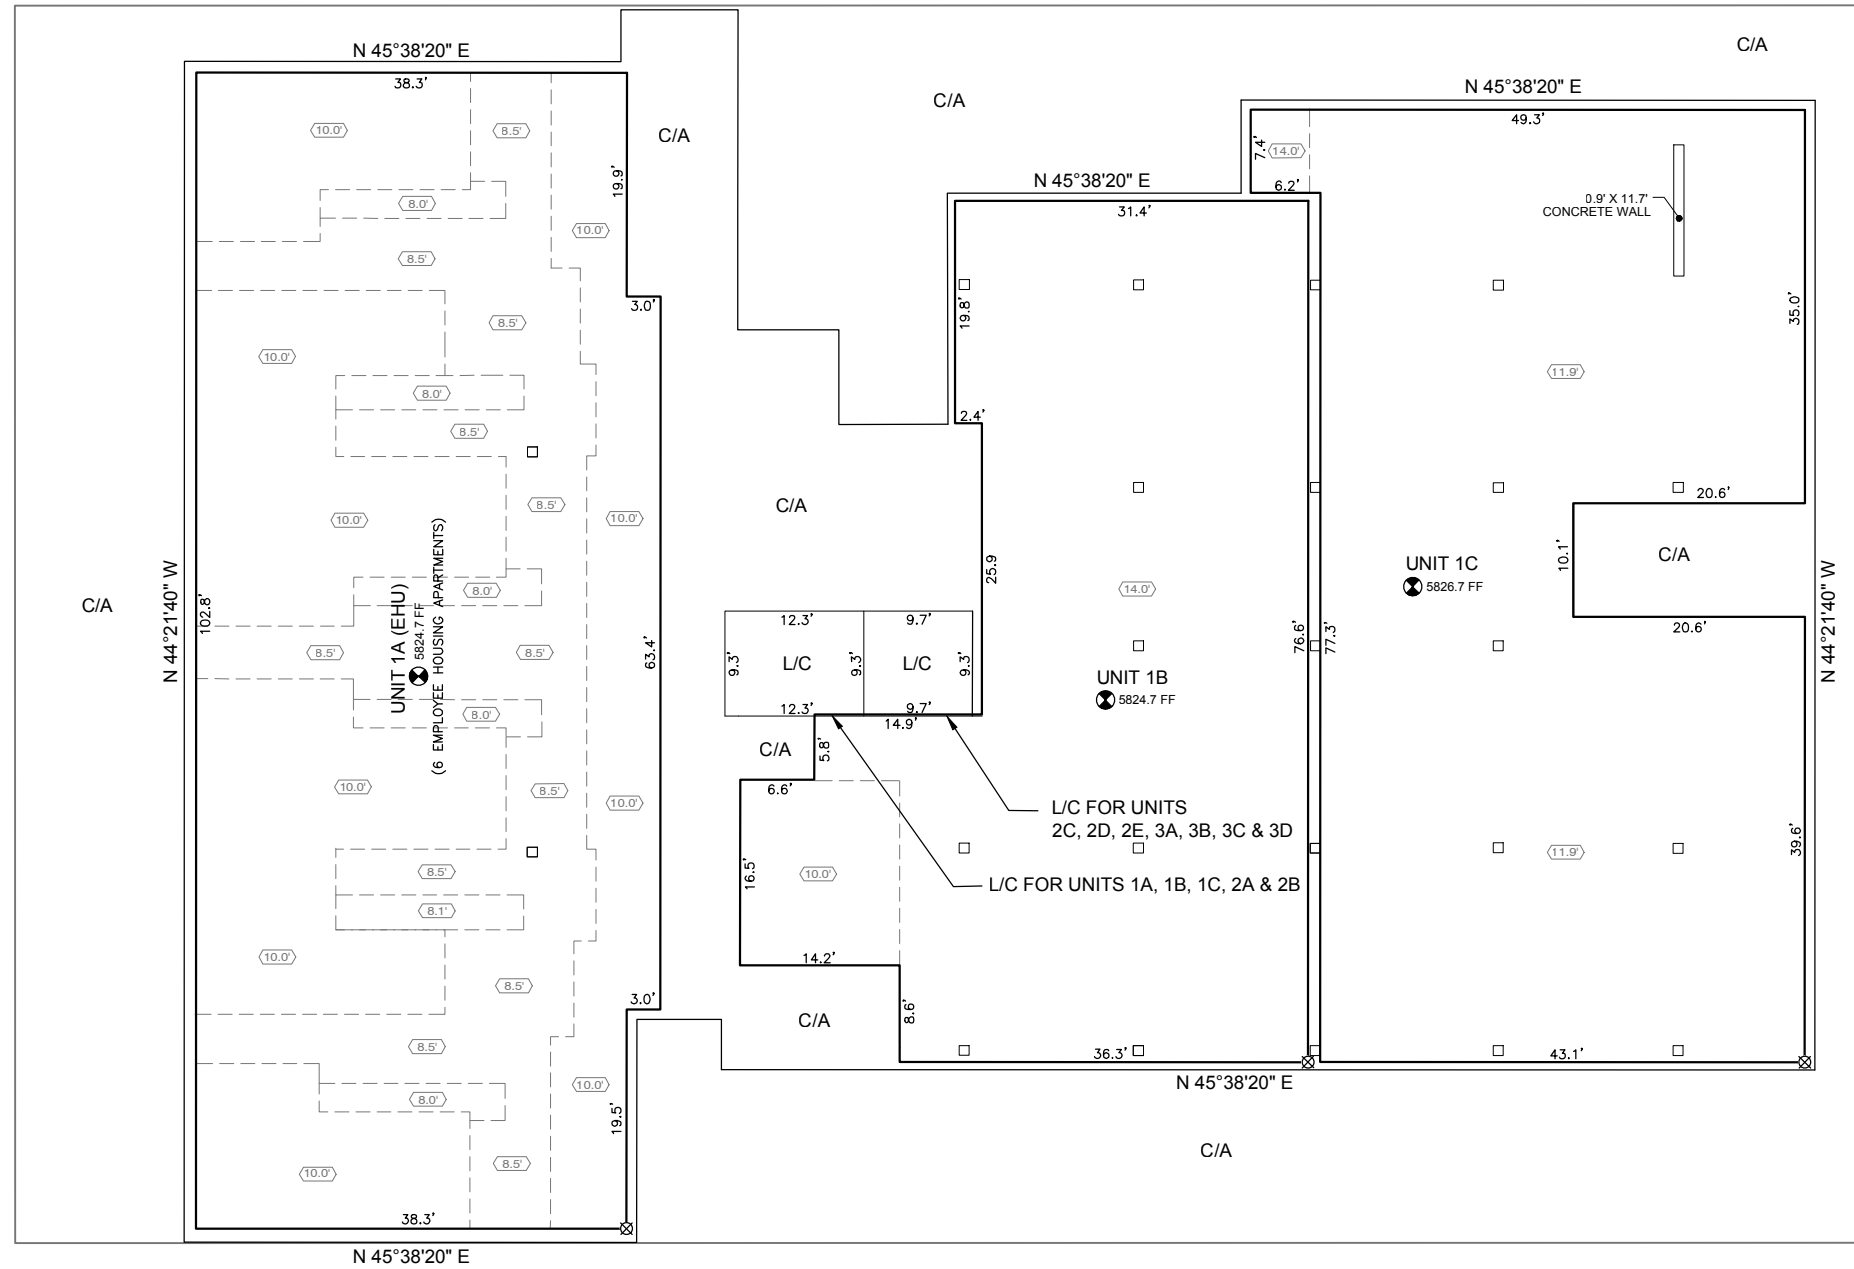 C/A
N 45°38'20" E
N 45°38'20" E
38.3'
C/A
49.3'
10.0'
8.5'
C/A
7.4'
14.0'
N 45°38'20" E
19.9'
6.2'
0.9' X 11.7'
CONCRETE WALL
8.0'
31.4'
10.0'
8.5'
3.0'
19.8'
35.0'
8.5'
10.0'
11.9'
8.0'
2.4'
8.5'
20.6'
8.5'
C/A
10.0'
10.0'
10.1'
C/A
25.9
UNIT 1C
5826.7 FF
8.0'
14.0'
C/A
N 44°21'40" W
102.8'
UNIT 1A (EHU)
5824.7 FF
(6 EMPLOYEE HOUSING APARTMENTS)
12.3'
9.7'
20.6'
N 44°21'40" W
76.6'
77.3'
8.5'
8.5'
63.4'
9.3'
L/C
9.3'
L/C
9.3'
UNIT 1B
5824.7 FF
12.3'
9.7'
8.0'
14.9'
C/A
5.8'
10.0'
8.5'
6.6'
10.0'
L/C FOR UNITS
2C, 2D, 2E, 3A, 3B, 3C & 3D
39.6'
11.9'
8.5'
16.5'
10.0'
L/C FOR UNITS 1A, 1B, 1C, 2A & 2B
8.1'
10.0'
14.2'
8.5'
3.0'
8.6'
C/A
8.5'
36.3'
43.1'
N 45°38'20" E
10.0'
8.0'
19.5'
C/A
10.0'
8.5'
38.3'
N 45°38'20" E